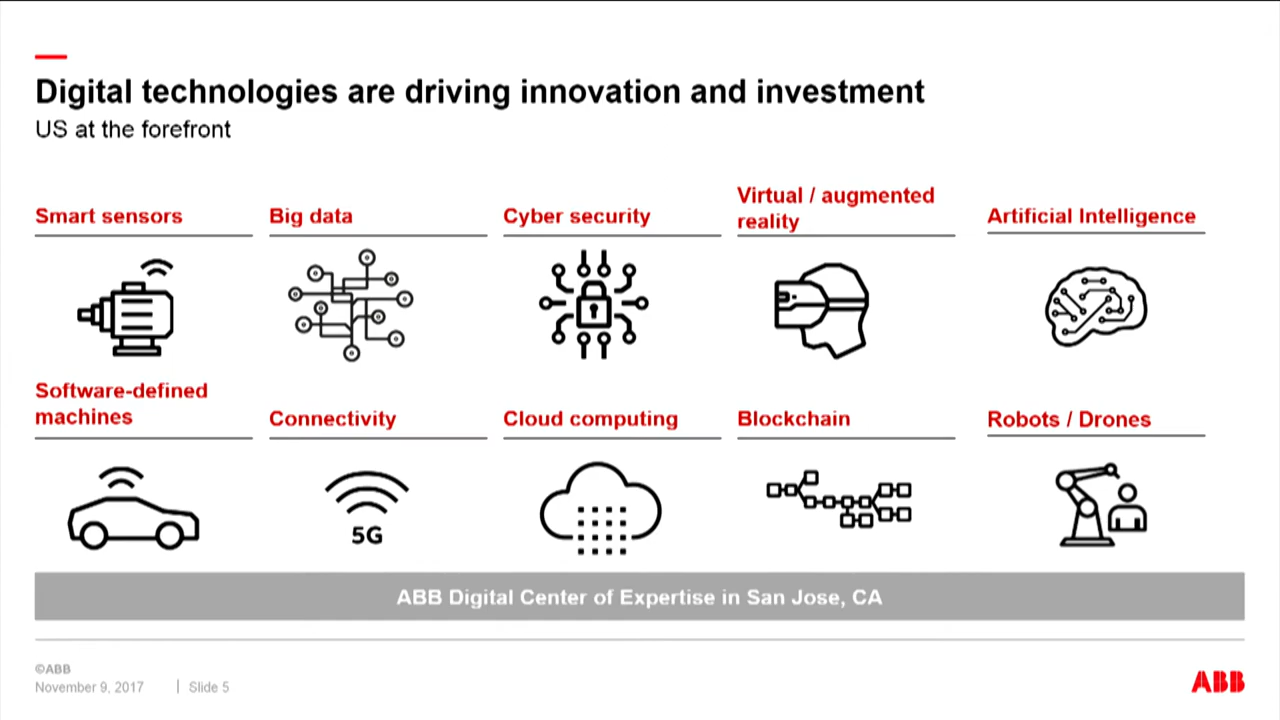 Digital technologies are driving innovation and investment
US at the forefront
Smart sensors
Big data
Cyber security
Virtual / augmented
reality
Artificial Intelligence
Software-defined
machines
Connectivity
Cloud computing
Blockchain
Robots / Drones
5G
ABB Digital Center of Expertise in San Jose, CA
©ABB
November 9, 2017 | Slide 5
ABB